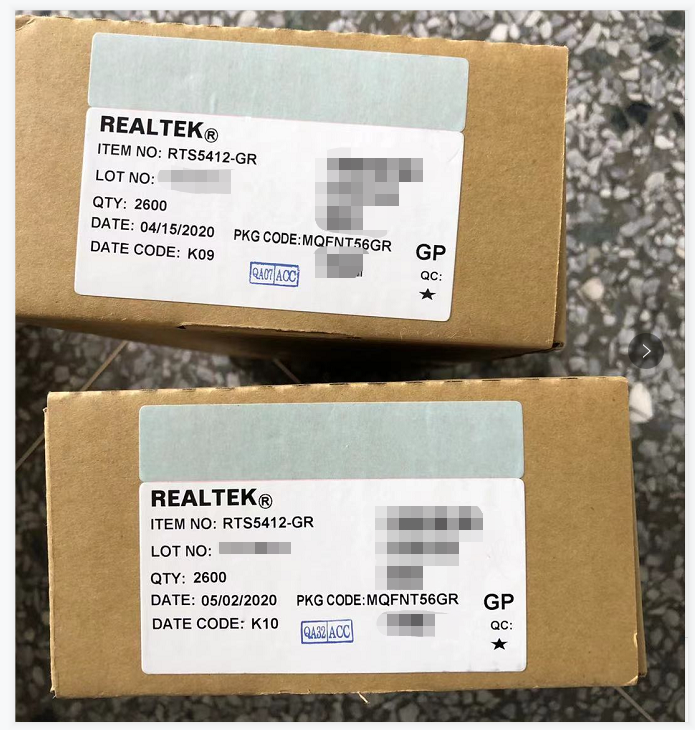 REALTEK®
ITEM NO: RTS5412-GR
LOT NO:
QTY: 2600
DATE: 04/15/2020 PKG CODE:MQFNT56GR
DATE CODE: K09
QA07 ACC
GP
QC:
★
REALTEK®
ITEM NO: RTS5412-GR
LOT NO:
QTY: 2600
DATE: 05/02/2020 PKG CODE:MQFNT56GR
DATE CODE: K10
QA32 ACC
GP
QC:
★